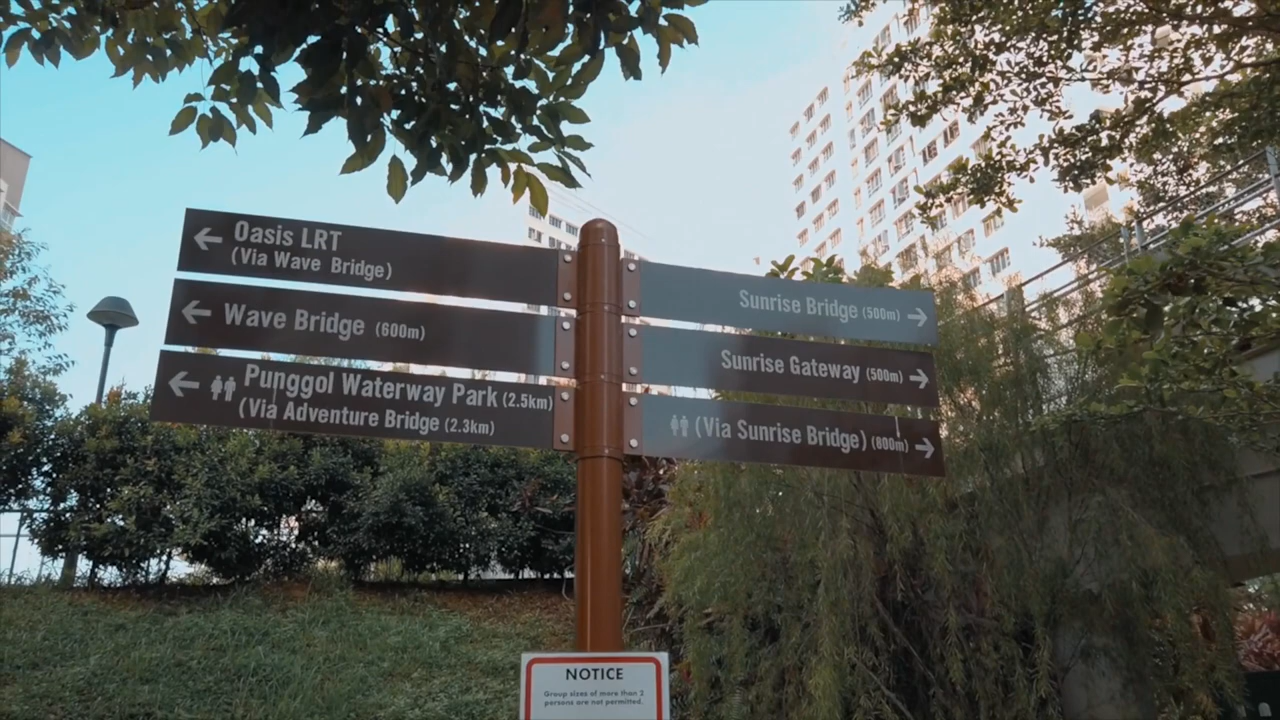 Oasis LRT
(Via Wave Bridge)
Wave Bridge (600m)
Punggol Waterway Park (2.5km)
(Via Adventure Bridge) (2.3km)
Sunrise Bridge (500m)
Sunrise Gateway (500m)
(Via Sunrise Bridge) (800m)
NOTICE
Group sizes of more than 2
persons are not permitted.